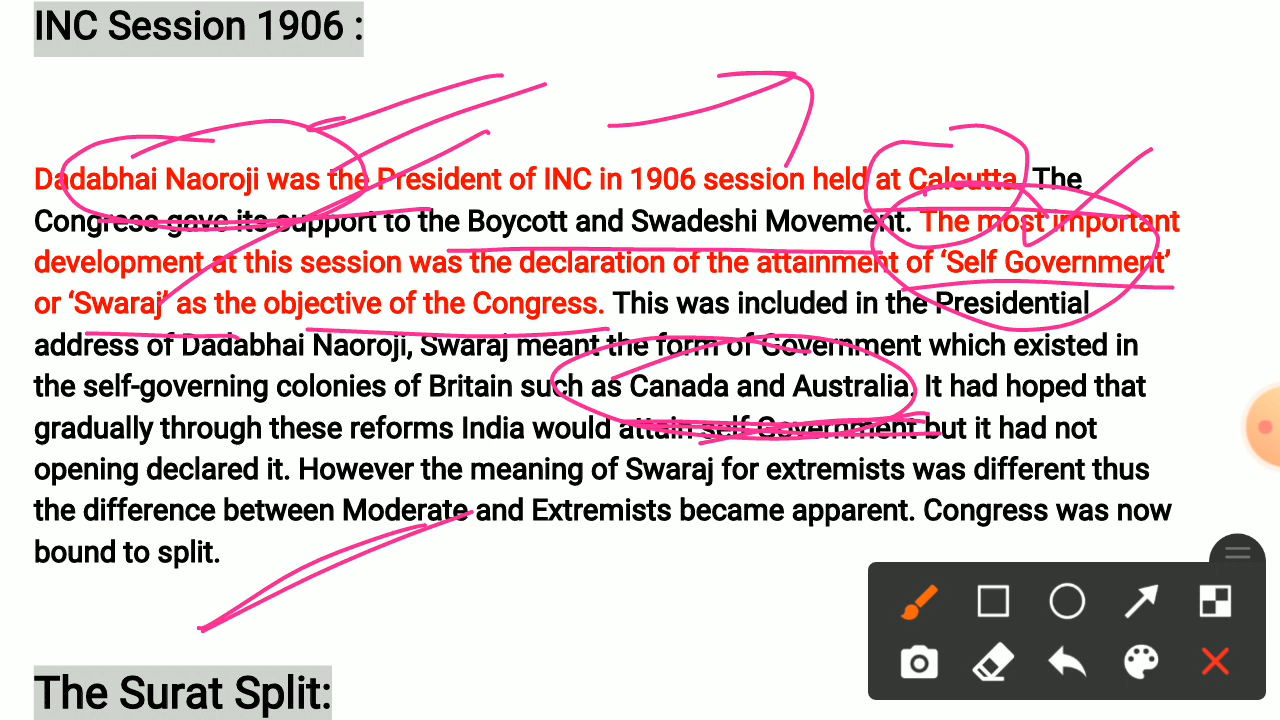 INC Session 1906 :
Dadabhai Naoroji was the President of INC in 1906 session held at Calcutta. The
Congress gave its support to the Boycott and Swadeshi Movement. The most important
development at this session was the declaration of the attainment of ‘Self Government’
or ‘Swaraj’ as the objective of the Congress. This was included in the Presidential
address of Dadabhai Naoroji, Swaraj meant the form of Government which existed in
the self-governing colonies of Britain such as Canada and Australia. It had hoped that
gradually through these reforms India would attain self Government but it had not
opening declared it. However the meaning of Swaraj for extremists was different thus
the difference between Moderate and Extremists became apparent. Congress was now
bound to split.
The Surat Split: